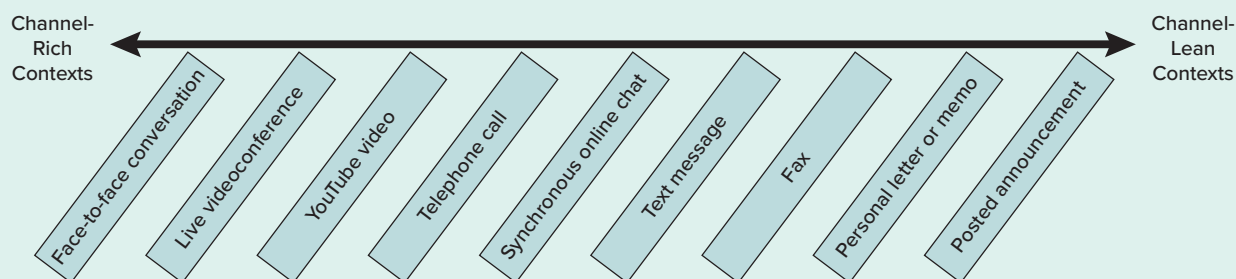 Channel-
Rich
Contexts
Channel-
Lean
Contexts
Face-to-face conversation
Live videoconference
YouTube video
Telephone call
Synchronous online chat
Text message
Fax
Personal letter or memo
Posted announcement